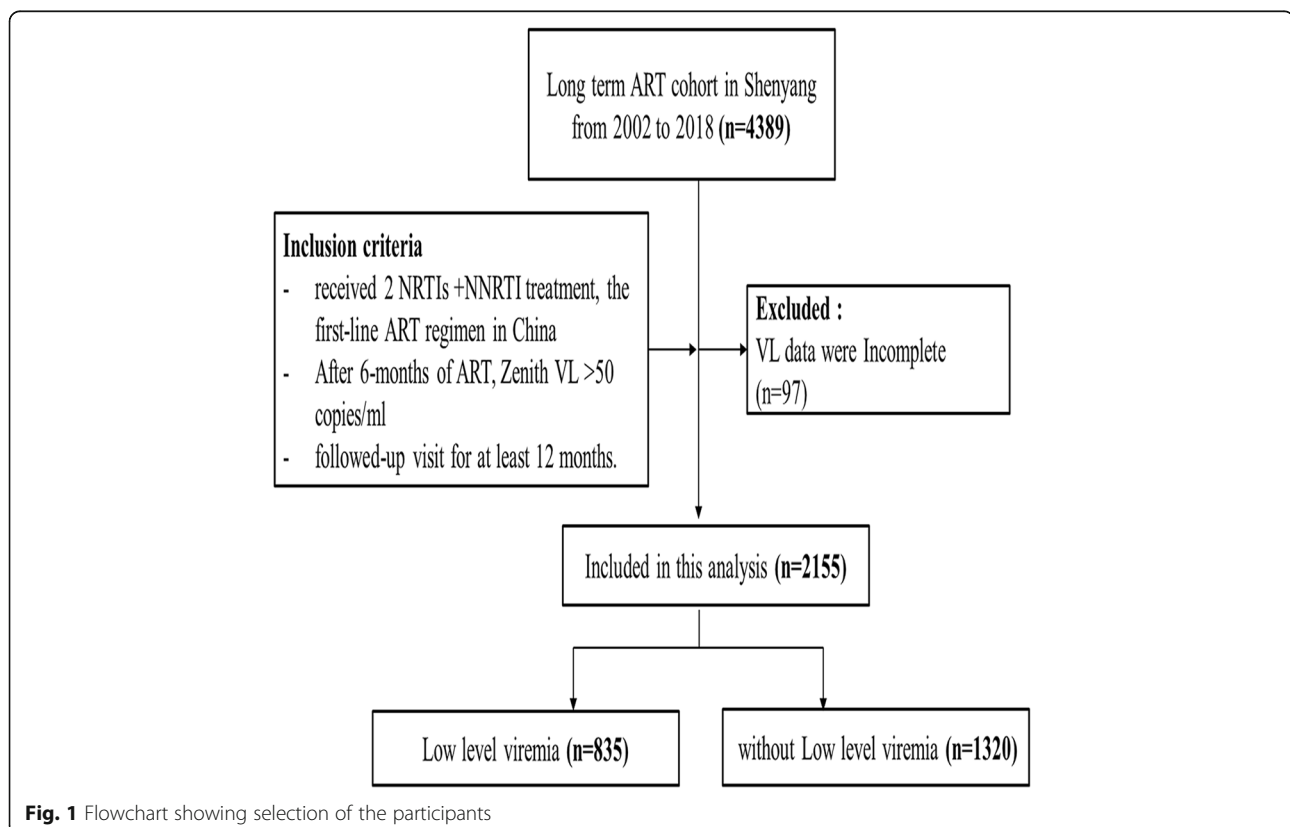 Long term ART cohort in Shenyang
from 2002 to 2018 (n=4389)
Inclusion criteria
- received 2 NRTIs +NNRTI treatment, the
first-line ART regimen in China
- After 6-months of ART, Zenith VL >50
copies/ml
- followed-up visit for at least 12 months.
Excluded :
VL data were Incomplete
(n=97)
Included in this analysis (n=2155)
Low level viremia (n=835)
without Low level viremia (n=1320)
Fig. 1 Flowchart showing selection of the participants